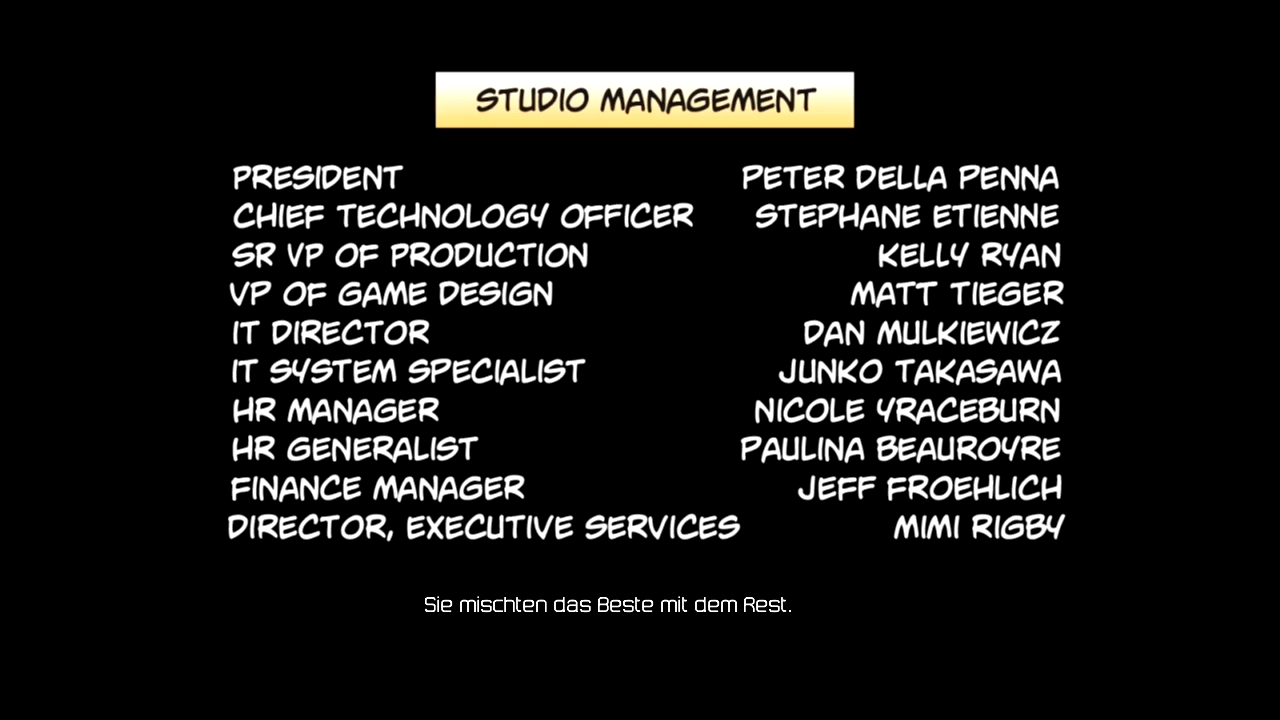 STUDIO MANAGEMENT
PRESIDENT PETER DELLA PENNA
CHIEF TECHNOLOGY OFFICER STEPHANE ETIENNE
SR VP OF PRODUCTION KELLY RYAN
VP OF GAME DESIGN MATT TIEGER
IT DIRECTOR DAN MULKIEWICZ
IT SYSTEM SPECIALIST JUNKO TAKASAWA
HR MANAGER NICOLE YRACEBURN
HR GENERALIST PAULINA BEAUROYRE
FINANCE MANAGER JEFF FROEHLICH
DIRECTOR, EXECUTIVE SERVICES MIMI RIGBY
Sie mischten das Beste mit dem Rest.